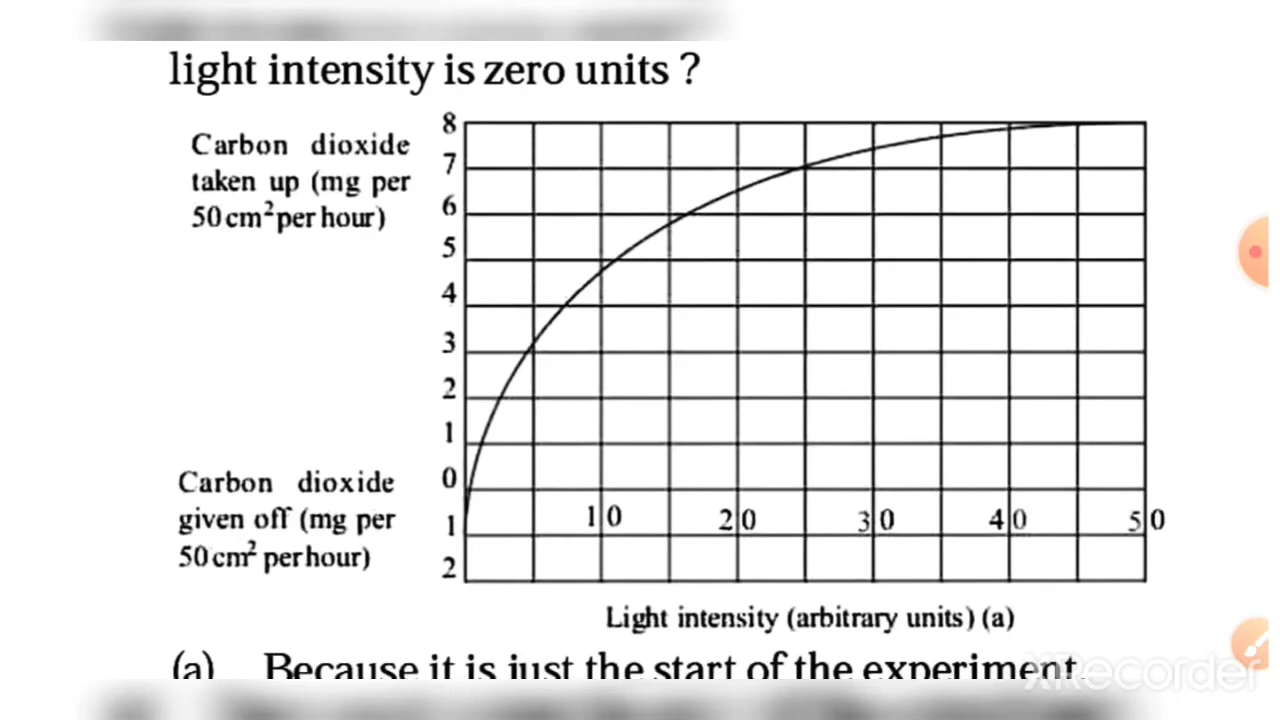 light intensity is zero units ?
Carbon dioxide
taken up (mg per
50 cm² per hour)
8
7
6
5
4
3
2
1
0
1
2
Carbon dioxide
given off (mg per
50 cm² per hour)
10 20 30 40 50
Light intensity (arbitrary units) (a)
(a) Because it is just the start of the experiment.
XRecorder